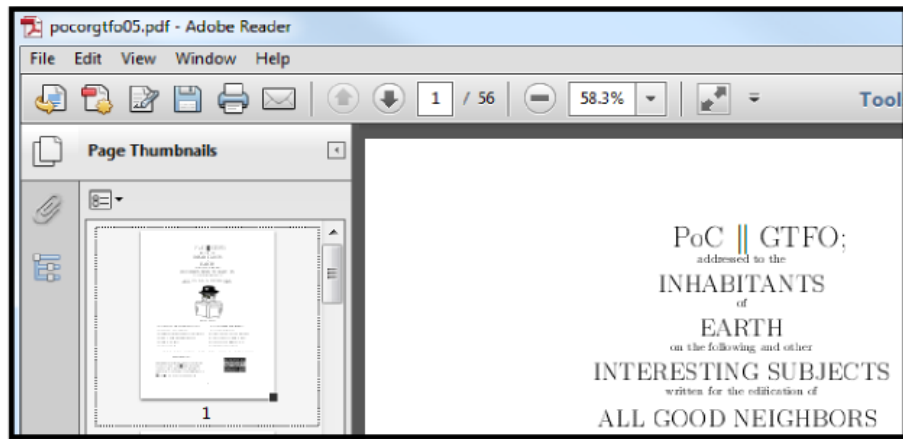 pocorgtfo05.pdf - Adobe Reader
File Edit View Window Help
1 / 56 58.3% Tool
Page Thumbnails
1
PoC || GTFO;
addressed to the
INHABITANTS
of
EARTH
on the following and other
INTERESTING SUBJECTS
written for the edification of
ALL GOOD NEIGHBORS